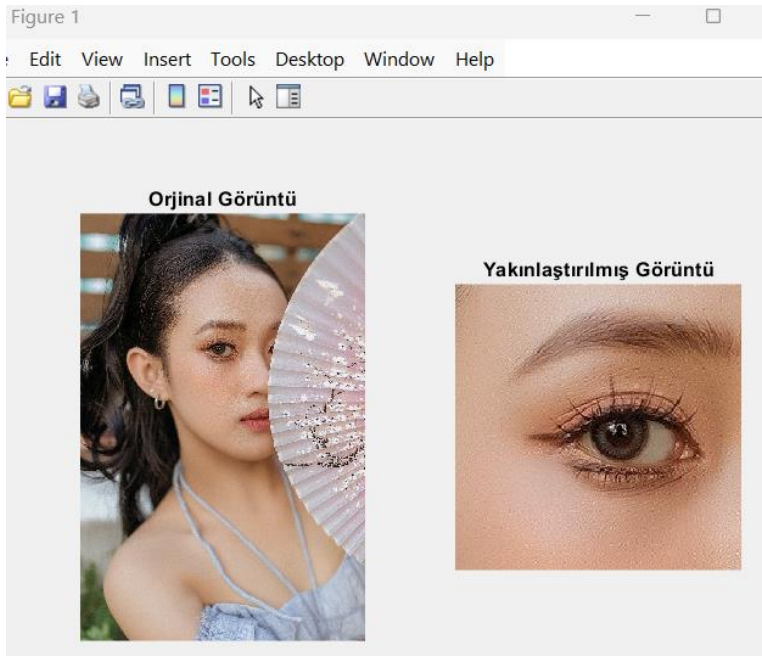 Figure 1
Edit View Insert Tools Desktop Window Help
Orjinal Görüntü
Yakınlaştırılmış Görüntü